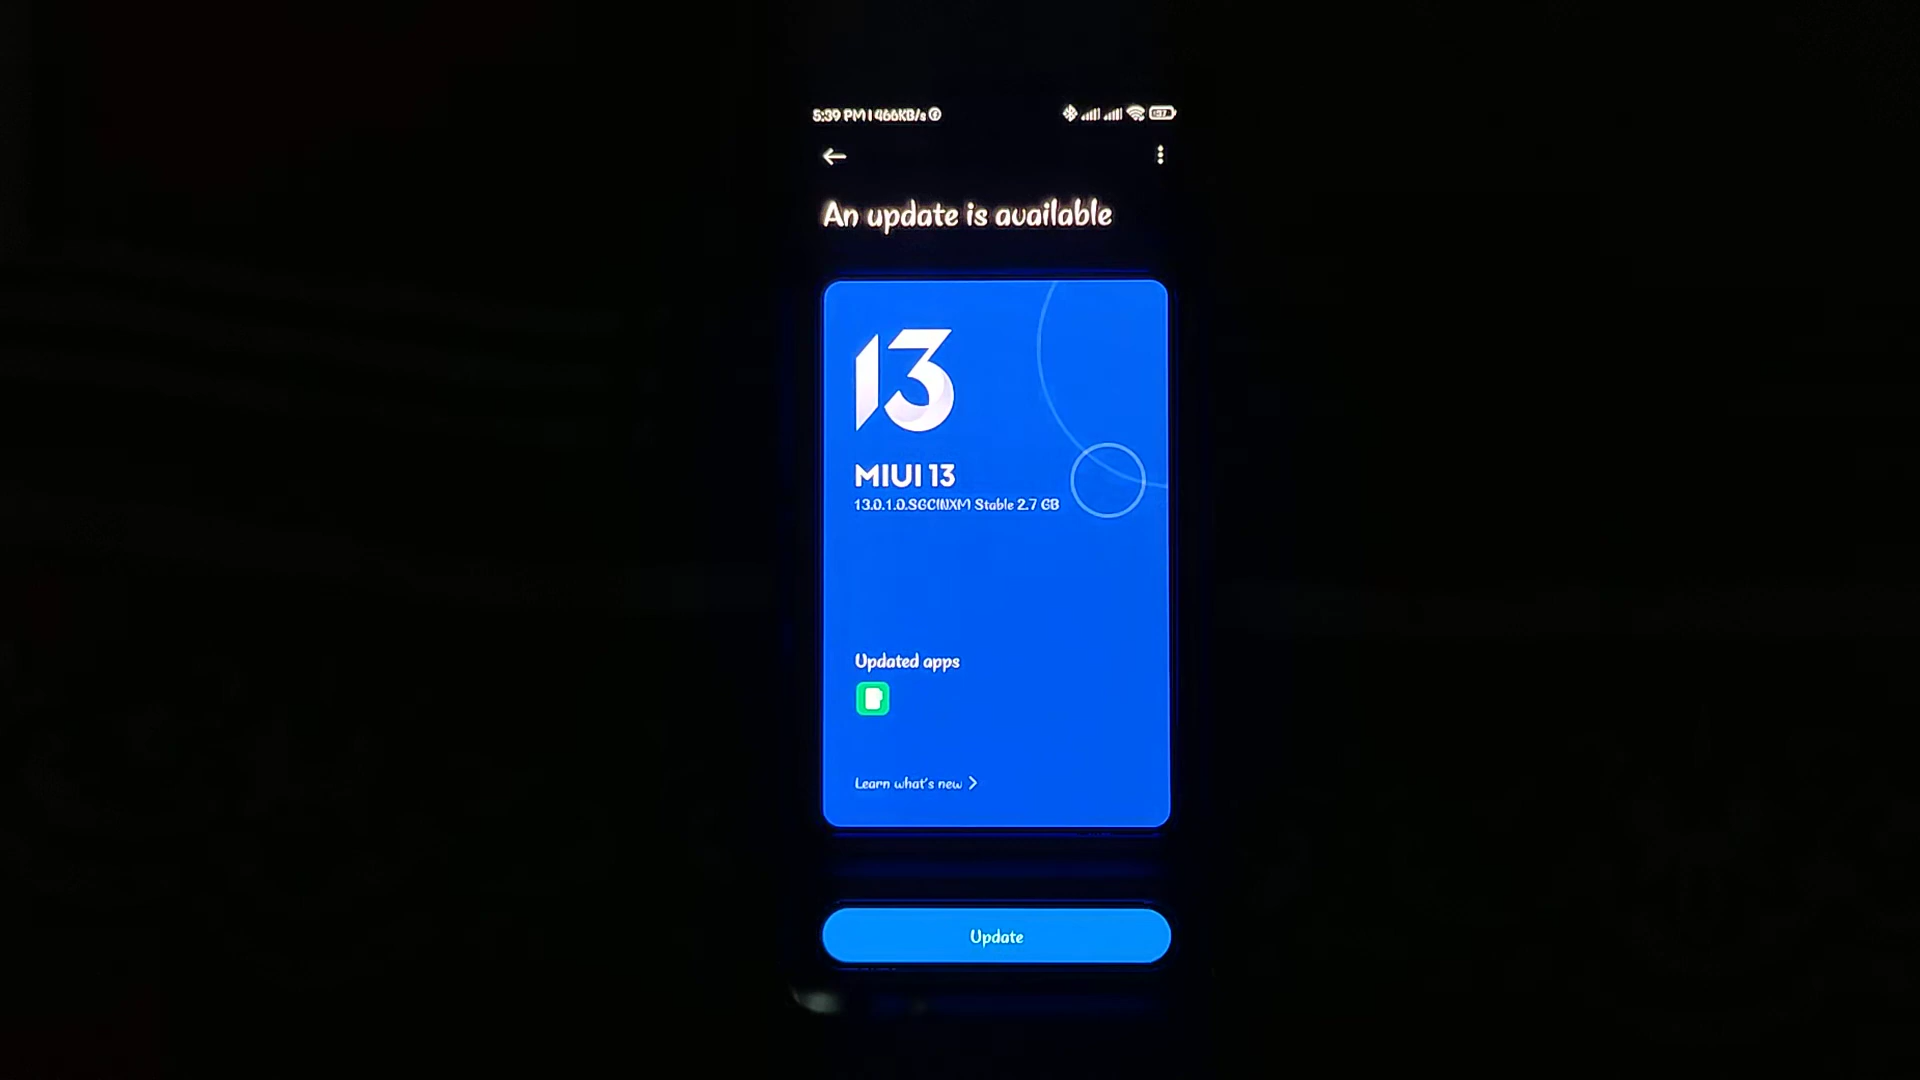 5:39 PM | 466KB/s
An update is available
13
MIUI 13
13.0.1.0.SGCINXM Stable 2.7 GB
Updated apps
Learn what's new
Update